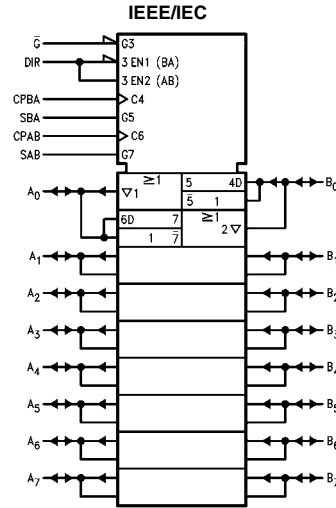 IEEE/IEC
G̅ G3
DIR 3 EN1 (BA)
3 EN2 (AB)
CPBA C4
SBA G5
CPAB C6
SAB G7
A0 ≥1 5 4D B0
▽1 5̅ 1
6D 7 ≥1
1 7̅ 2▽
A1 B1
A2 B2
A3 B3
A4 B4
A5 B5
A6 B6
A7 B7